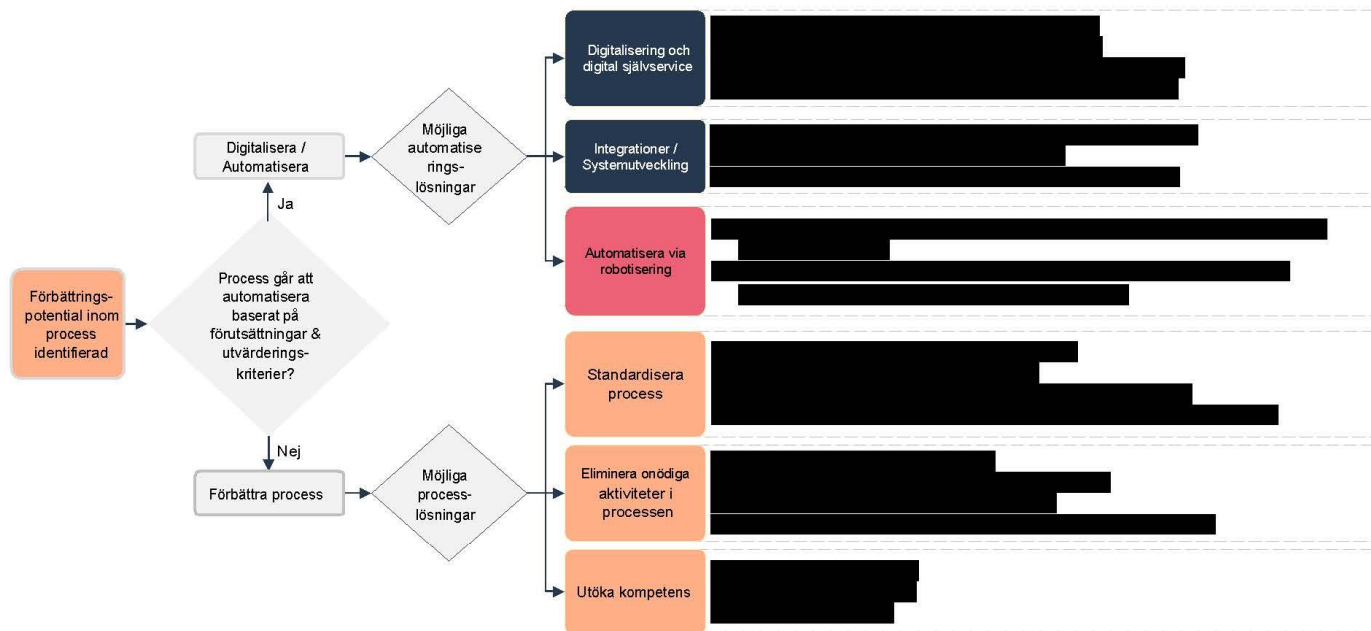 Förbättrings-
potential inom
process
identifierad
Process går att
automatisera
baserat på
förutsättningar &
utvärderings-
kriterier?
Ja
Digitalisera /
Automatisera
Möjliga
automatise
rings-
lösningar
Digitalisering och
digital självservice
Integrationer /
Systemutveckling
Automatisera via
robotisering
Nej
Förbättra process
Möjliga
process-
lösningar
Standardisera
process
Eliminera onödiga
aktiviteter i
processen
Utöka kompetens